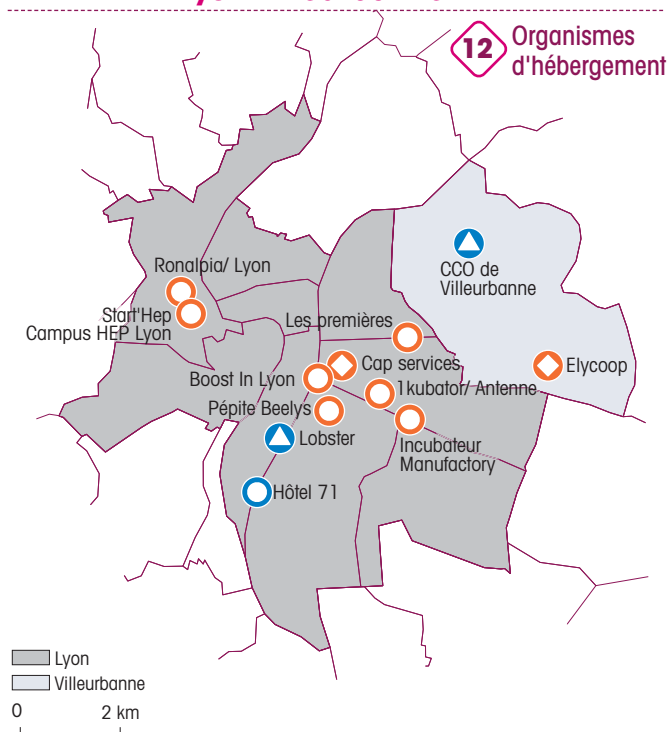 12
Organismes
d'hébergement
CCO de
Villeurbanne
Ronalpia/ Lyon
Start'Hep
Campus HEP Lyon
Les premières
Cap services
Elycoop
Boost In Lyon
1kubator/ Antenne
Pépite Beelys
Lobster
Incubateur
Manufactory
Hôtel 71
Lyon
Villeurbanne
0
2 km